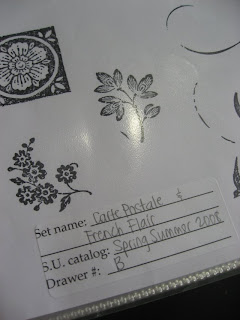 Set name: Carte Postale &
French Flair
S.U. catalog: Spring Summer 2008
Drawer #: B